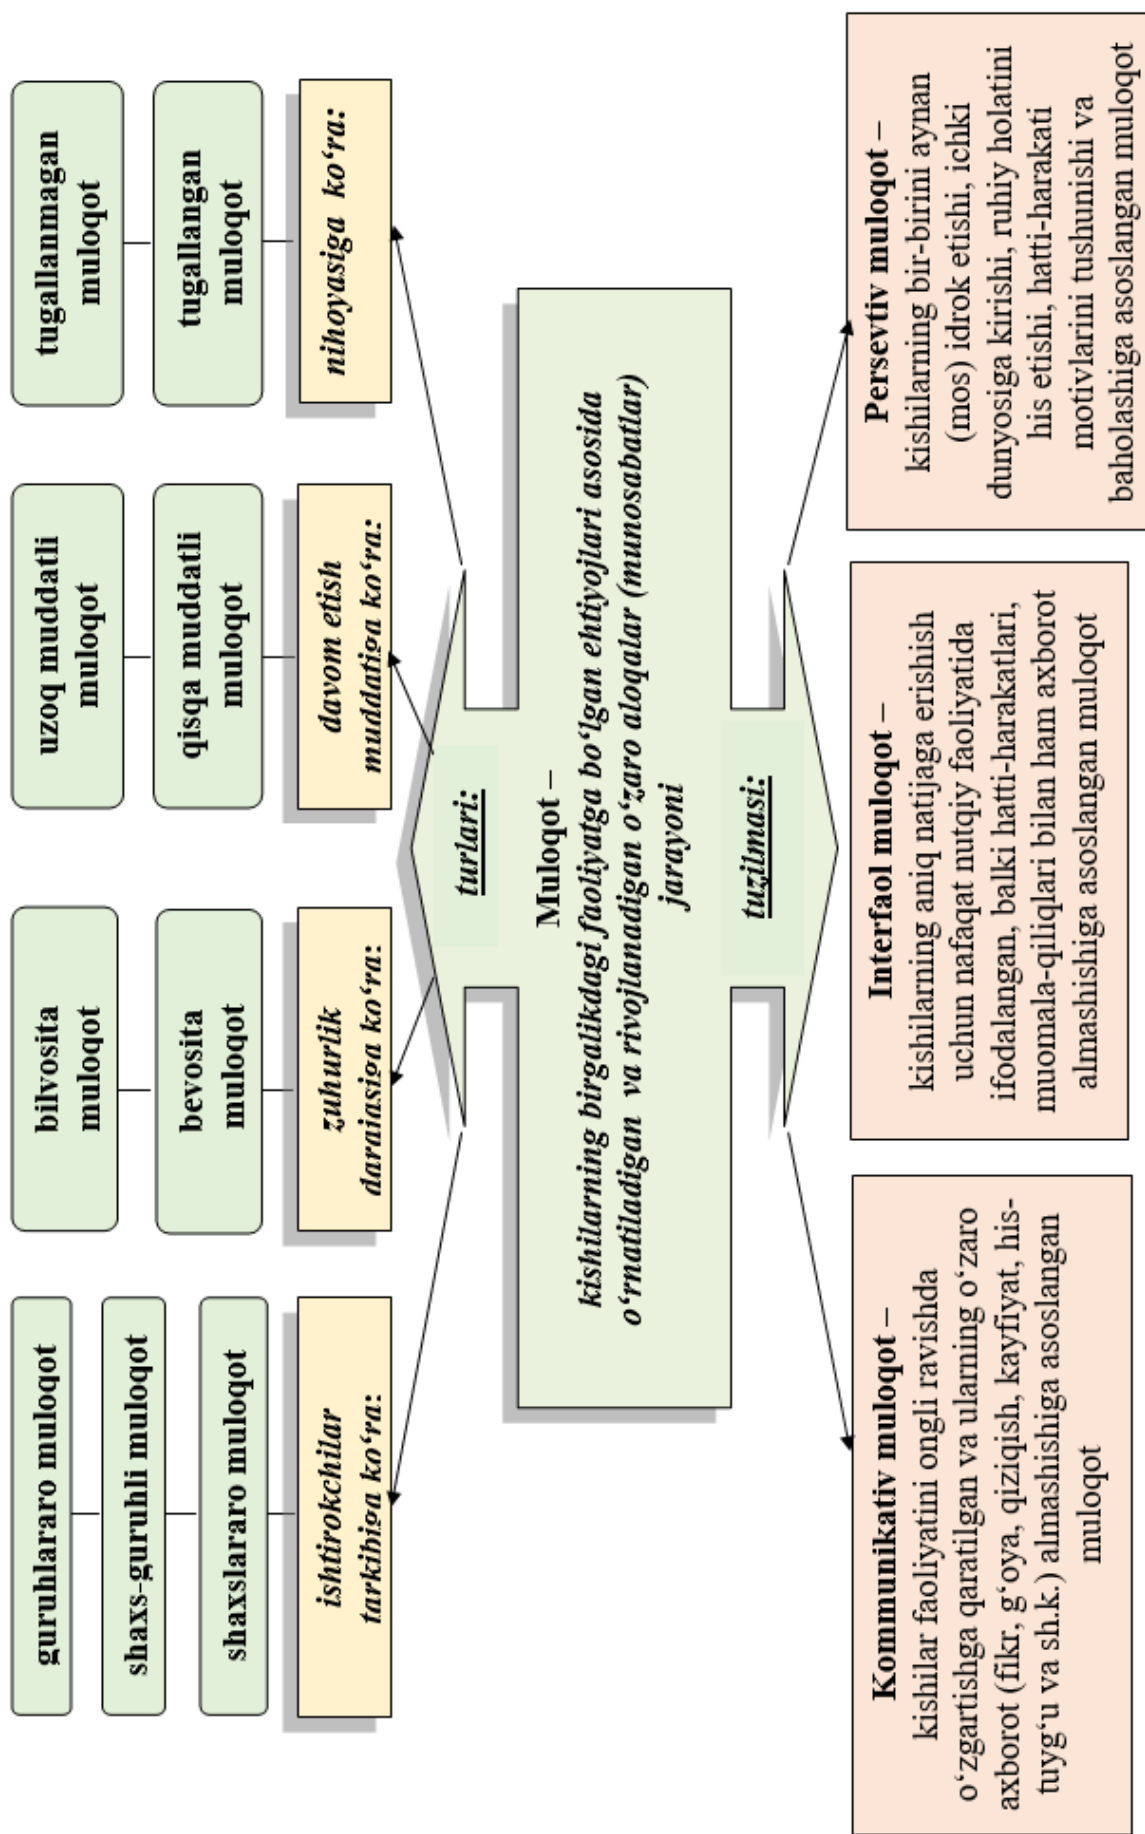 guruhlararo muloqot
shaxs-guruhli muloqot
shaxslararo muloqot
ishtirokchilar
tarkibiga ko‘ra:
bilvosita
muloqot
bevosita
muloqot
zuhurlik
darajasiga ko‘ra:
uzoq muddatli
muloqot
qisqa muddatli
muloqot
davom etish
muddatiga ko‘ra:
tugallanmagan
muloqot
tugallangan
muloqot
nihoyasiga ko‘ra:
turlari:
Muloqot –
kishilarning birgalikdagi faoliyatga bo‘lgan ehtiyojlari asosida
o‘rnatiladigan va rivojlanadigan o‘zaro aloqalar (munosabatlar)
jarayoni
tuzilmasi:
Kommunikativ muloqot –
kishilar faoliyatini ongli ravishda
o‘zgartishga qaratilgan va ularning o‘zaro
axborot (fikr, g‘oya, qiziqish, kayfiyat, his-
tuyg‘u va sh.k.) almashishiga asoslangan
muloqot
Interfaol muloqot –
kishilarning aniq natijaga erishish
uchun nafaqat nutqiy faoliyatida
ifodalangan, balki hatti-harakatlari,
muomala-qiliqlari bilan ham axborot
almashishiga asoslangan muloqot
Persevtiv muloqot –
kishilarning bir-birini aynan
(mos) idrok etishi, ichki
dunyosiga kirishi, ruhiy holatini
his etishi, hatti-harakati
motivlarini tushunishi va
baholashiga asoslangan muloqot